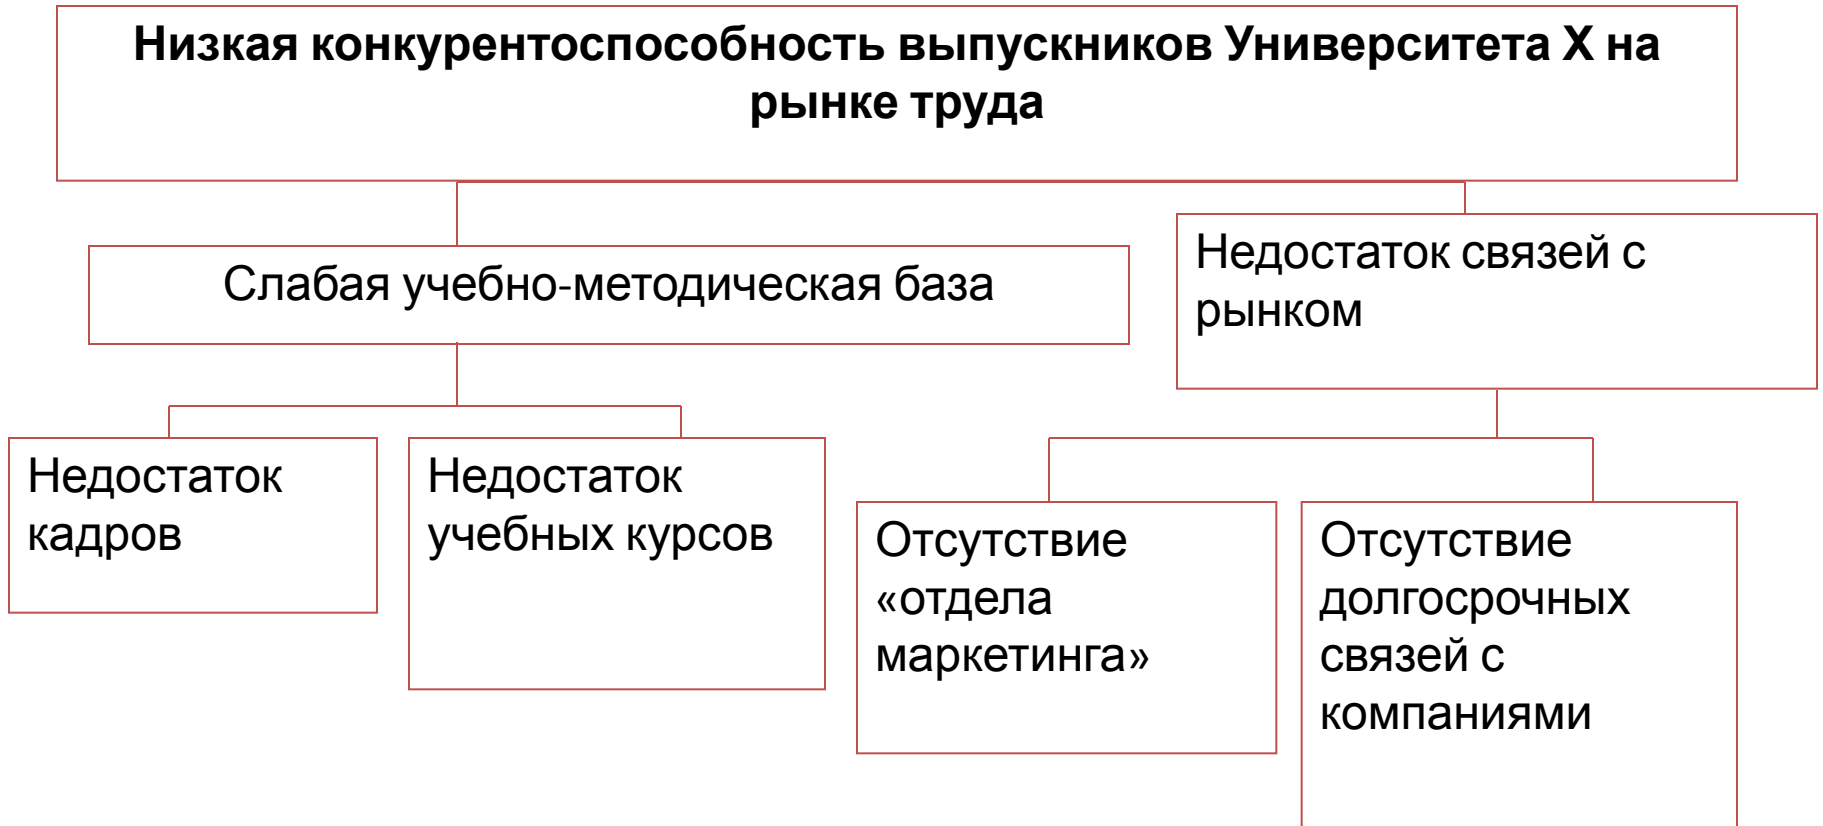 Низкая конкурентоспособность выпускников Университета X на
рынке труда
Слабая учебно-методическая база
Недостаток связей с
рынком
Недостаток
кадров
Недостаток
учебных курсов
Отсутствие
«отдела
маркетинга»
Отсутствие
долгосрочных
связей с
компаниями